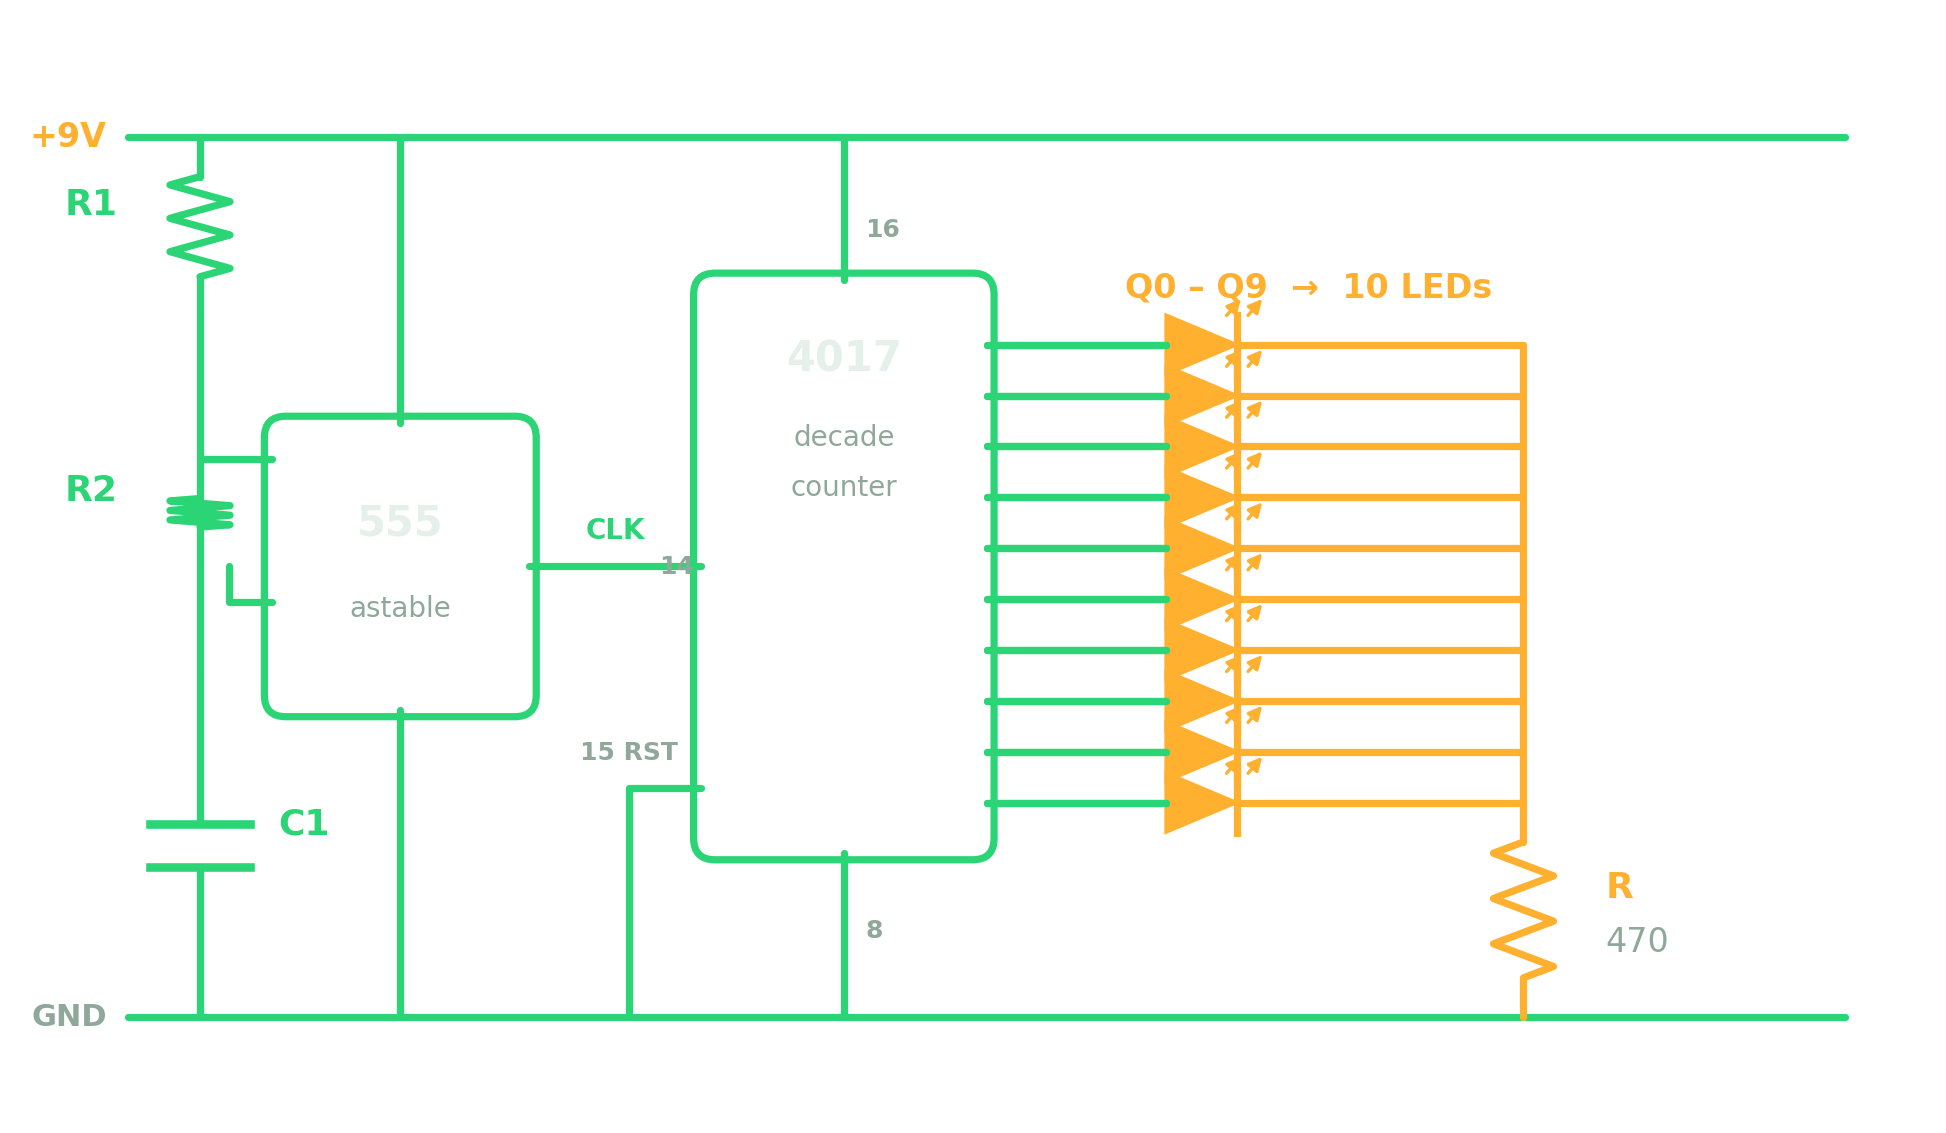 +9V
R1
16
Q0 – Q9 → 10 LEDs
4017
decade
counter
R2
555
CLK
14
astable
15 RST
C1
R
8
470
GND